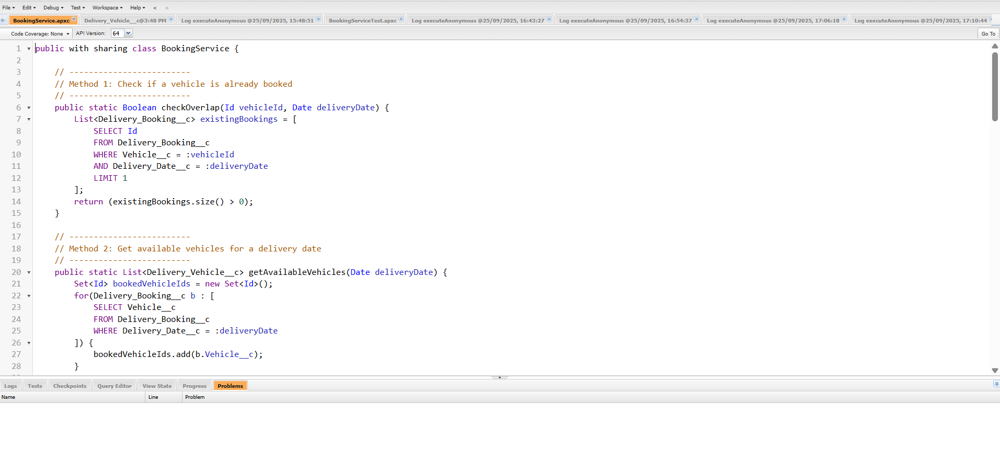 File Edit Debug Test Workspace Help < >
BookingService.apxc Delivery_Vehicle__c@3:48 PM Log executeAnonymous @25/09/2025, 15:48:51 BookingServiceTest.apxc Log executeAnonymous @25/09/2025, 16:43:27 Log executeAnonymous @25/09/2025, 16:54:37 Log executeAnonymous @25/09/2025, 17:06:18 Log executeAnonymous @25/09/2025, 17:10:44
Code Coverage: None API Version: 64 Go To
1 public with sharing class BookingService {
2
3 // -------------------------
4 // Method 1: Check if a vehicle is already booked
5 // -------------------------
6 public static Boolean checkOverlap(Id vehicleId, Date deliveryDate) {
7 List<Delivery_Booking__c> existingBookings = [
8 SELECT Id
9 FROM Delivery_Booking__c
10 WHERE Vehicle__c = :vehicleId
11 AND Delivery_Date__c = :deliveryDate
12 LIMIT 1
13 ];
14 return (existingBookings.size() > 0);
15 }
16
17 // -------------------------
18 // Method 2: Get available vehicles for a delivery date
19 // -------------------------
20 public static List<Delivery_Vehicle__c> getAvailableVehicles(Date deliveryDate) {
21 Set<Id> bookedVehicleIds = new Set<Id>();
22 for(Delivery_Booking__c b : [
23 SELECT Vehicle__c
24 FROM Delivery_Booking__c
25 WHERE Delivery_Date__c = :deliveryDate
26 ]) {
27 bookedVehicleIds.add(b.Vehicle__c);
28 }
Logs Tests Checkpoints Query Editor View State Progress Problems
Name Line Problem